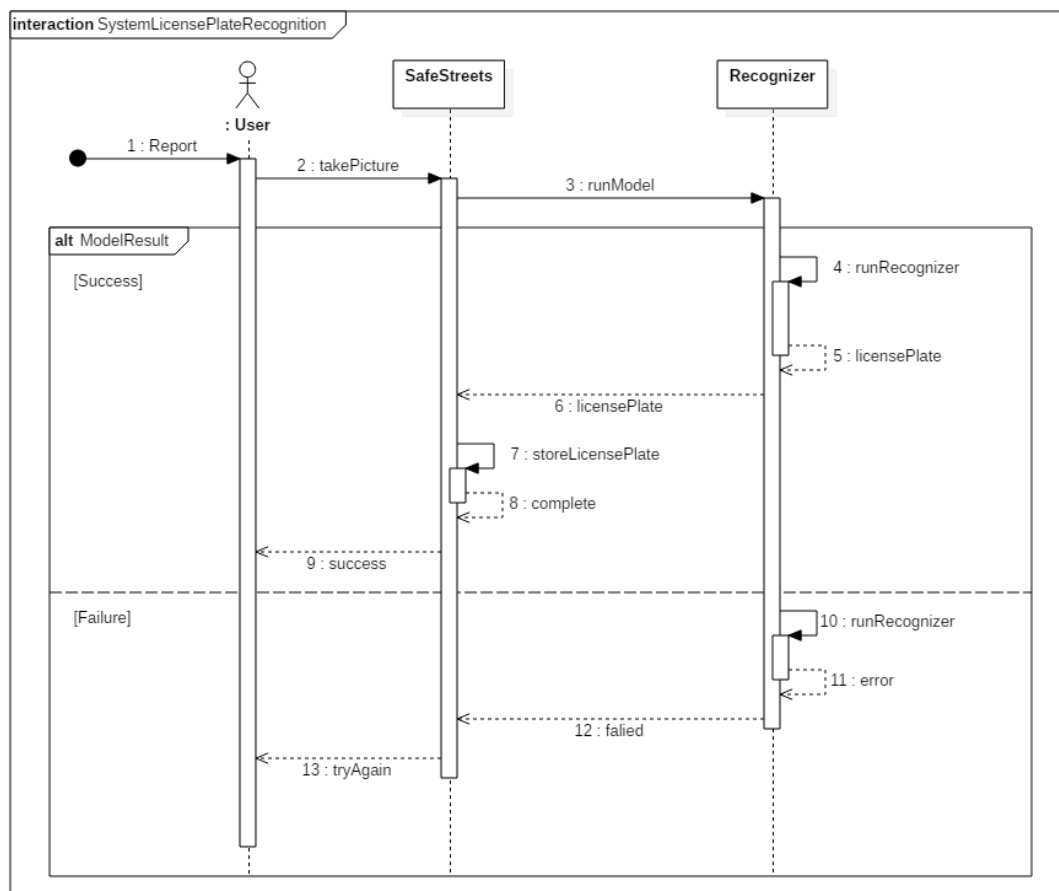 interaction SystemLicensePlateRecognition
SafeStreets
Recognizer
: User
1 : Report
2 : takePicture
3 : runModel
alt ModelResult
[Success]
4 : runRecognizer
5 : licensePlate
6 : licensePlate
7 : storeLicensePlate
8 : complete
9 : success
[Failure]
10 : runRecognizer
11 : error
12 : falied
13 : tryAgain